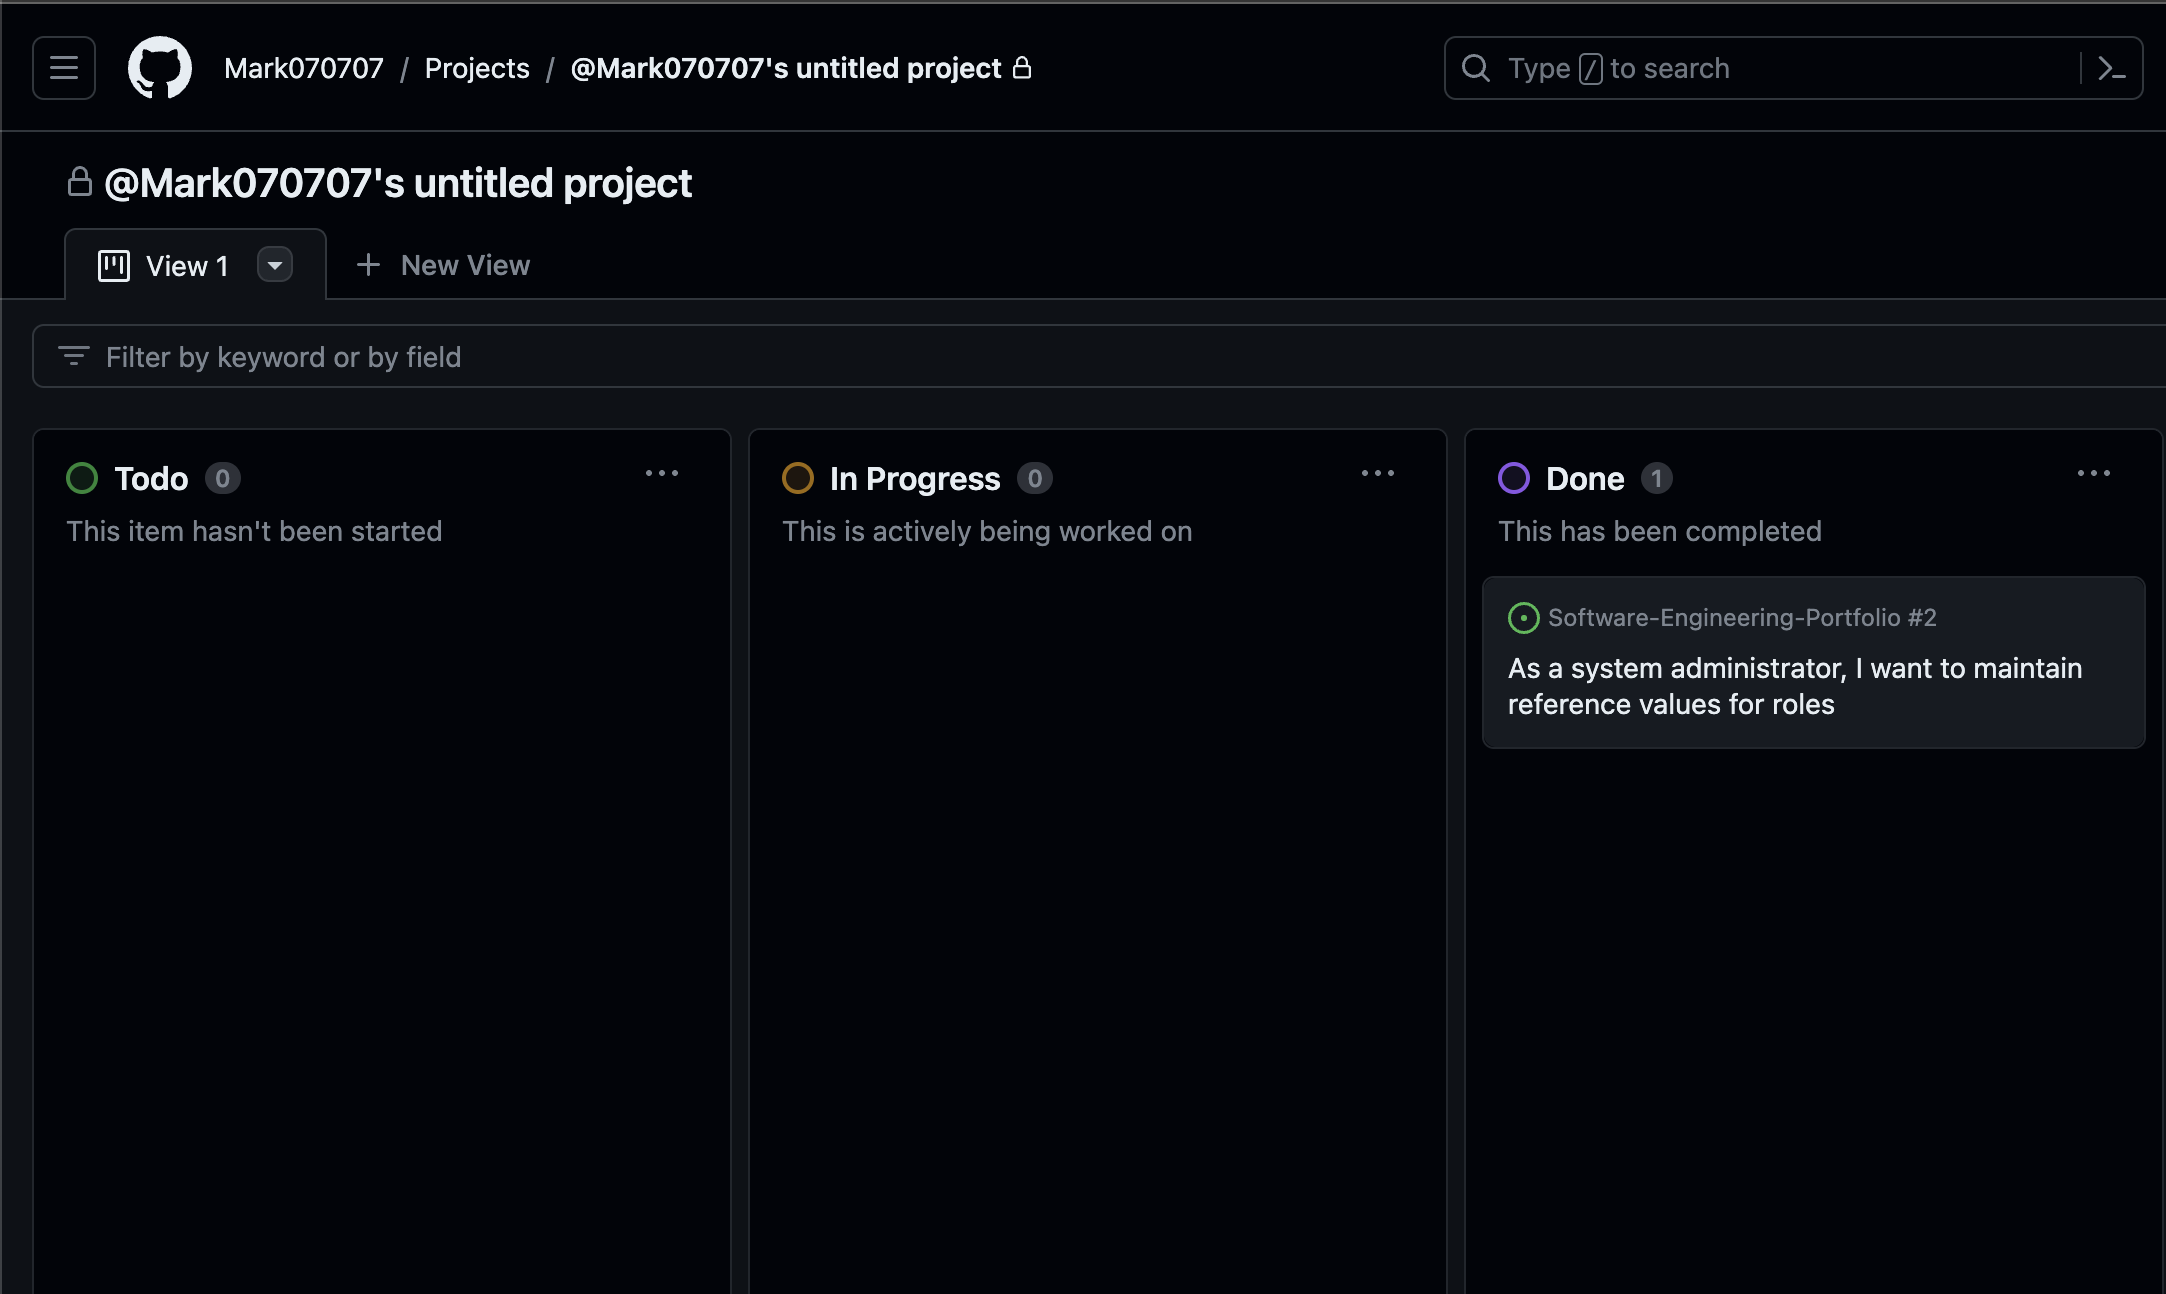 Mark070707 / Projects / @Mark070707's untitled project
Type / to search
@Mark070707's untitled project
View 1
New View
Filter by keyword or by field
Todo 0
This item hasn't been started
In Progress 0
This is actively being worked on
Done 1
This has been completed
Software-Engineering-Portfolio #2
As a system administrator, I want to maintain
reference values for roles